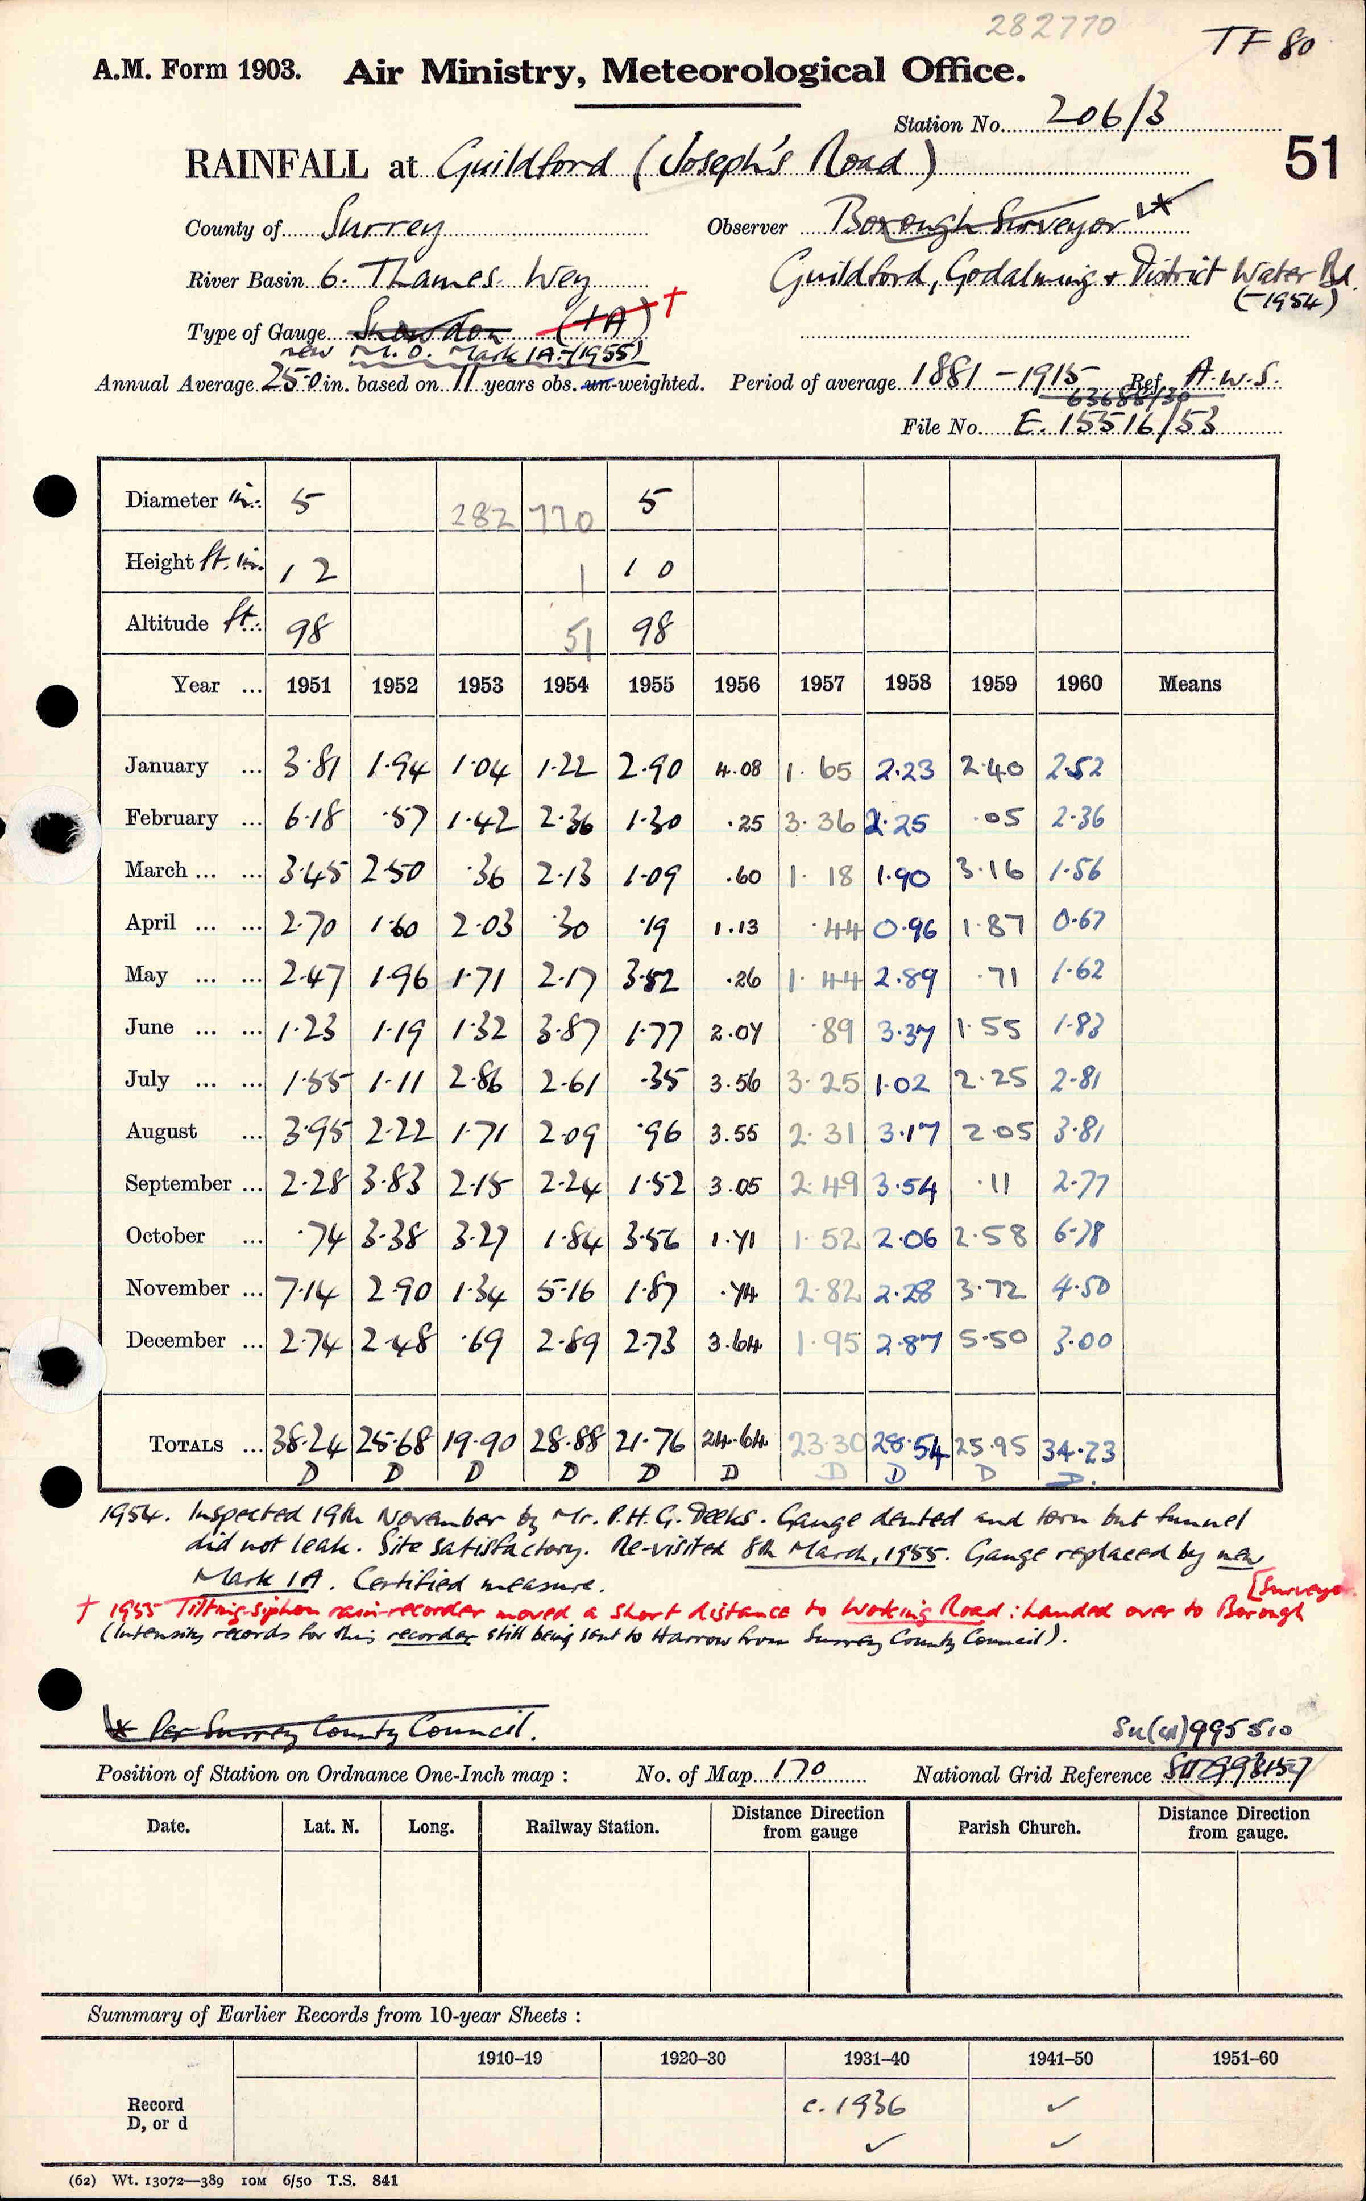 282770
TF 80
A.M. Form 1903. Air Ministry, Meteorological Office.
Station No. 206/3
51
RAINFALL at Guildford (Joseph's Road)
County of Surrey Observer Borough Surveyor *
River Basin 6. Thames. Wey Guildford, Godalming + District Water Bd.
(-1954)
Type of Gauge Snowdon (+A) †
new M.O. Mark 1A-(1955)
Annual Average 25.0 in. based on 11 years obs. un-weighted. Period of average 1881 - 1915 Ref. A.W.S.
63688/30
File No. E. 15516/53
Diameter in. 5 282 770 5
Height ft. in. 1 2 1 1 0
Altitude ft. 98 51 98
Year ... 1951 1952 1953 1954 1955 1956 1957 1958 1959 1960 Means
January ... 3.81 1.94 1.04 1.22 2.90 4.08 1.65 2.23 2.40 2.52
February ... 6.18 .57 1.42 2.36 1.30 .25 3.36 2.25 .05 2.36
March ... ... 3.45 2.50 .36 2.13 1.09 .60 1.18 1.90 3.16 1.56
April ... ... 2.70 1.60 2.03 .30 .19 1.13 .44 0.96 1.87 0.67
May ... ... 2.47 1.96 1.71 2.17 3.52 .26 1.44 2.89 .71 1.62
June ... ... 1.23 1.19 1.32 3.87 1.77 2.07 .89 3.37 1.55 1.83
July ... ... 1.55 1.11 2.86 2.61 .35 3.56 3.25 1.02 2.25 2.81
August ... 3.95 2.22 1.71 2.09 .96 3.55 2.31 3.17 2.05 3.81
September ... 2.28 3.83 2.15 2.24 1.52 3.05 2.49 3.54 .11 2.77
October ... .74 3.38 3.27 1.84 3.56 1.71 1.52 2.06 2.58 6.78
November ... 7.14 2.90 1.34 5.16 1.87 .74 2.82 2.28 3.72 4.50
December ... 2.74 2.48 .69 2.89 2.73 3.64 1.95 2.87 5.50 3.00
TOTALS ... 38.24 25.68 19.90 28.88 21.76 24.64 23.30 28.54 25.95 34.23
D D D D D D D D D D.
1954. Inspected 19th November by Mr. P.H.G. Deeks. Gauge dented and torn but funnel
did not leak. Site satisfactory. Re-visited 8th March, 1955. Gauge replaced by new
Mark 1A. Certified measure.
[Surveyor.
† 1955 Tilting-siphon rain-recorder moved a short distance to Working Road: handed over to Borough
(Intensity records for this recorder still being sent to Harrow from Surrey County Council).
* Per Surrey County Council.
SU(41)995510
Position of Station on Ordnance One-Inch map : No. of Map 170 National Grid Reference
Date. Lat. N. Long. Railway Station. Distance Direction from gauge Parish Church. Distance Direction from gauge.
Summary of Earlier Records from 10-year Sheets :
1910–19 1920–30 1931–40 1941–50 1951–60
Record c. 1936 ✓
D, or d ✓ ✓
(62) Wt. 13072—389 10M 6/50 T.S. 841